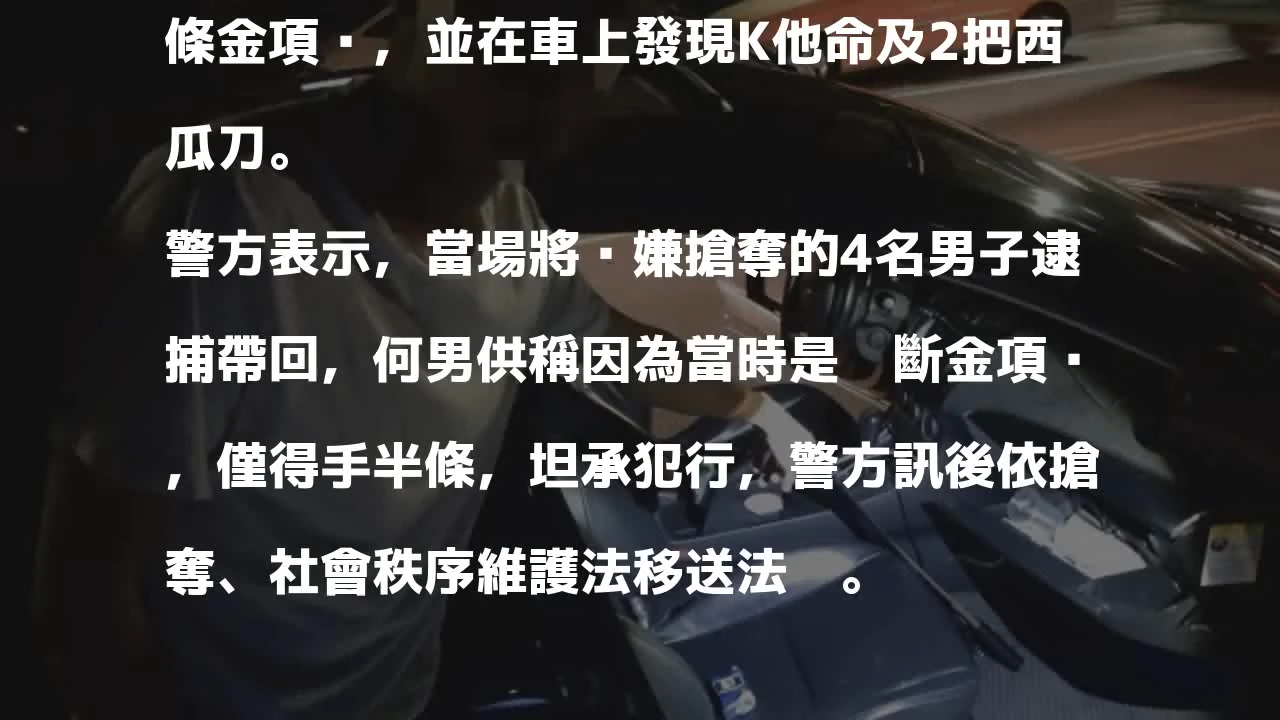 條金項·，並在車上發現K他命及2把西
瓜刀。
警方表示，當場將·嫌搶奪的4名男子逮
捕帶回，何男供稱因為當時是　斷金項·
，僅得手半條，坦承犯行，警方訊後依搶
奪、社會秩序維護法移送法　。